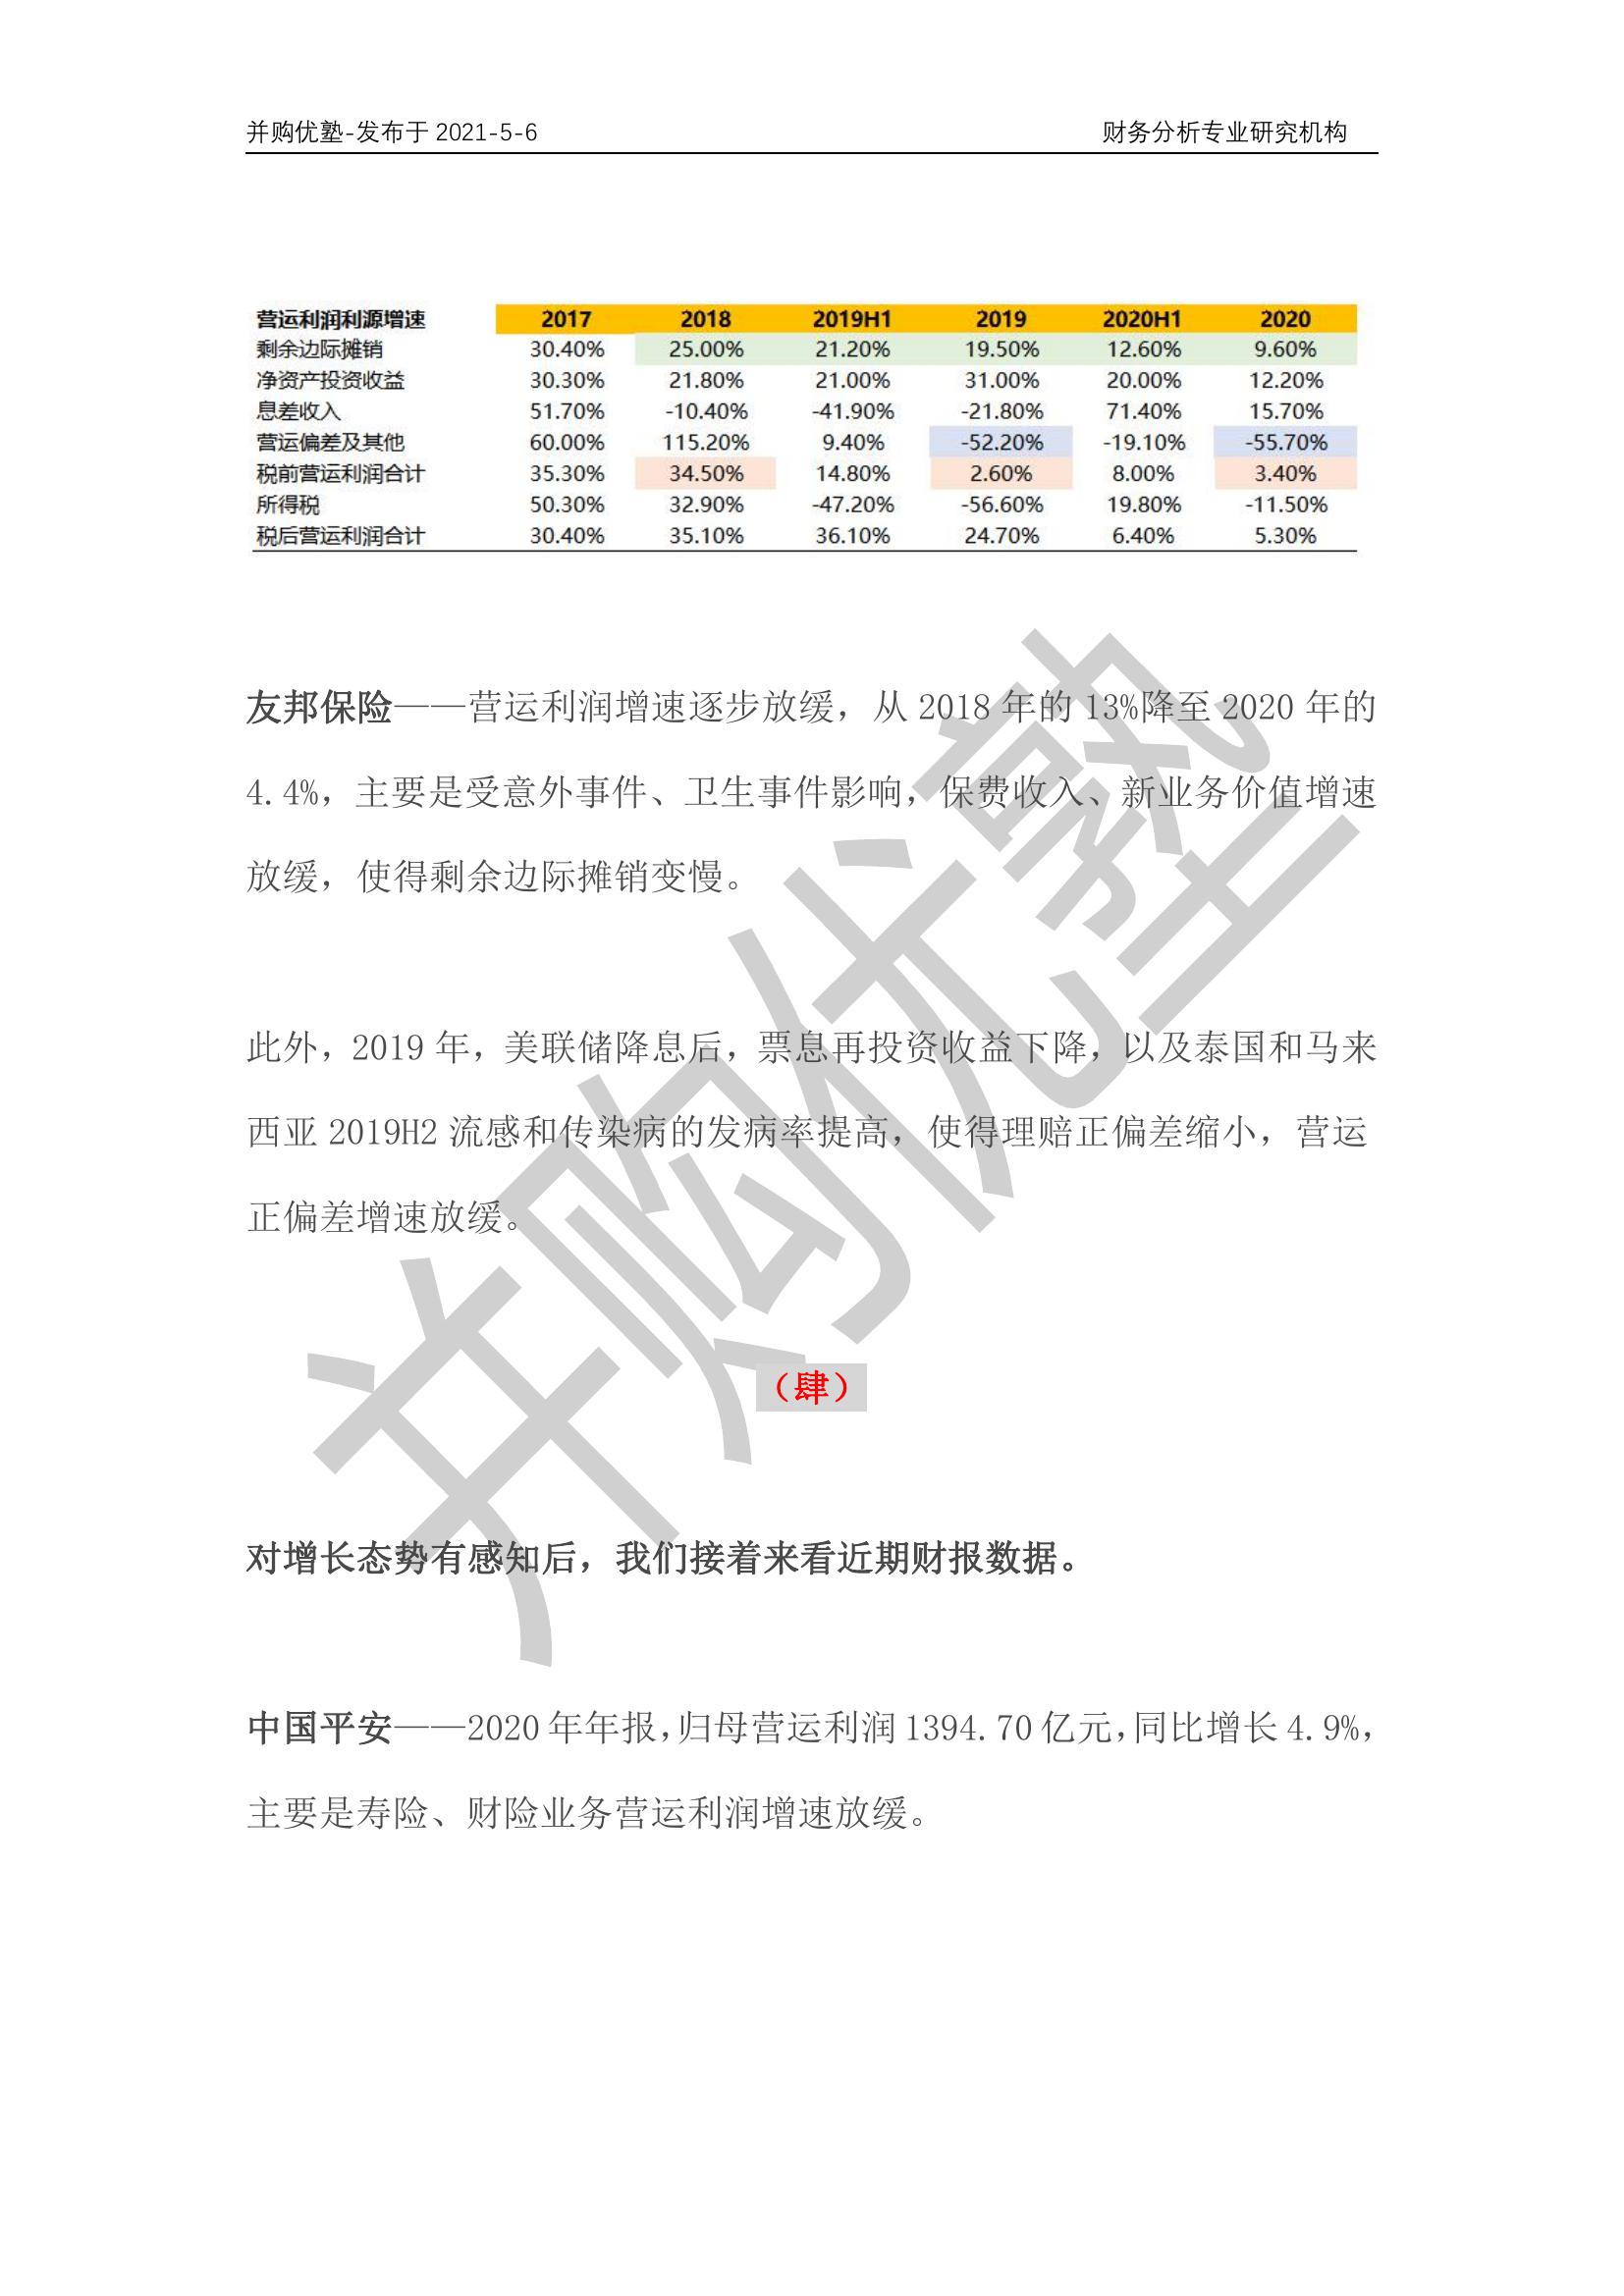 并购优塾-发布于 2021-5-6 财务分析专业研究机构
营运利润利源增速 2017 2018 2019H1 2019 2020H1 2020
剩余边际摊销 30.40% 25.00% 21.20% 19.50% 12.60% 9.60%
净资产投资收益 30.30% 21.80% 21.00% 31.00% 20.00% 12.20%
息差收入 51.70% -10.40% -41.90% -21.80% 71.40% 15.70%
营运偏差及其他 60.00% 115.20% 9.40% -52.20% -19.10% -55.70%
税前营运利润合计 35.30% 34.50% 14.80% 2.60% 8.00% 3.40%
所得税 50.30% 32.90% -47.20% -56.60% 19.80% -11.50%
税后营运利润合计 30.40% 35.10% 36.10% 24.70% 6.40% 5.30%
友邦保险——营运利润增速逐步放缓，从 2018 年的 13%降至 2020 年的
4.4%，主要是受意外事件、卫生事件影响，保费收入、新业务价值增速
放缓，使得剩余边际摊销变慢。
此外，2019 年，美联储降息后，票息再投资收益下降，以及泰国和马来
西亚 2019H2 流感和传染病的发病率提高，使得理赔正偏差缩小，营运
正偏差增速放缓。
（肆）
对增长态势有感知后，我们接着来看近期财报数据。
中国平安——2020 年年报，归母营运利润 1394.70 亿元，同比增长 4.9%，
主要是寿险、财险业务营运利润增速放缓。
并购优塾